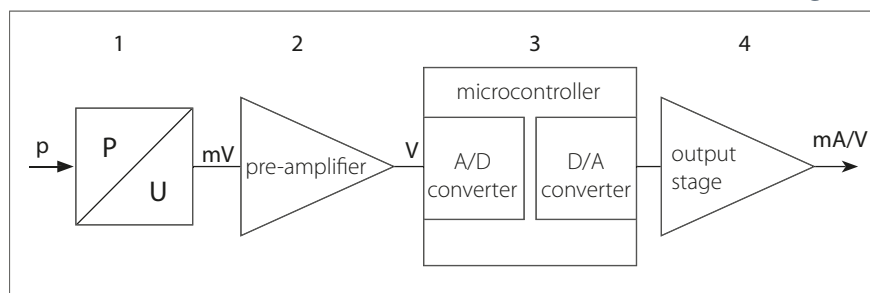 1
2
3
4
p
P
U
mV
pre-amplifier
V
microcontroller
A/D
converter
D/A
converter
output
stage
mA/V